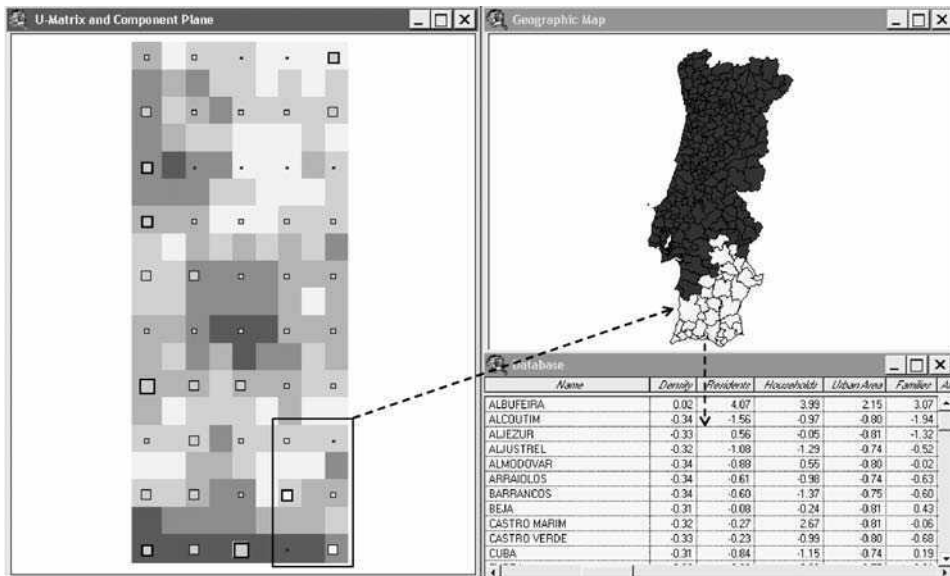 U-Matrix and Component Plane
Geographic Map
Database
Name Density Residents Households Urban Area Families
ALBUFEIRA 0.02 4.07 3.99 2.15 3.07
ALCOUTIM -0.34 -1.56 -0.97 -0.80 -1.94
ALJEZUR -0.33 0.56 -0.05 -0.81 -1.32
ALJUSTREL -0.32 -1.08 -1.29 -0.74 -0.52
ALMODOVAR -0.34 -0.88 0.55 -0.80 -0.02
ARRAIOLOS -0.34 -0.61 -0.98 -0.74 -0.63
BARRANCOS -0.34 -0.60 -1.37 -0.75 -0.60
BEJA -0.31 -0.08 -0.24 -0.81 0.43
CASTRO MARIM -0.32 -0.27 2.67 -0.81 -0.06
CASTRO VERDE -0.33 -0.23 -0.99 -0.80 -0.68
CUBA -0.31 -0.84 -1.15 -0.74 0.19